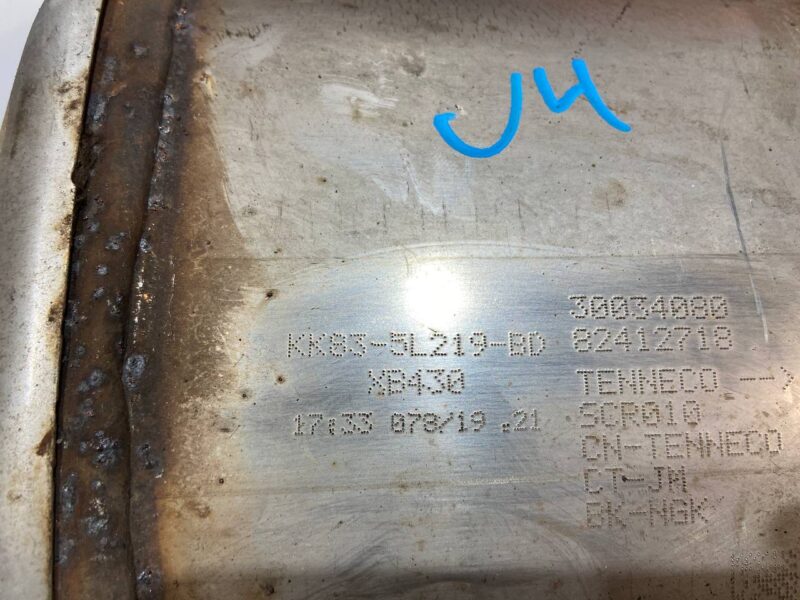 J4
KK83-5L219-BD
XB430
17:33 078/19 .21
30034080
82412718
TENNECO -->
SCR010
CN-TENNECO
CT-JM
BK-NGK